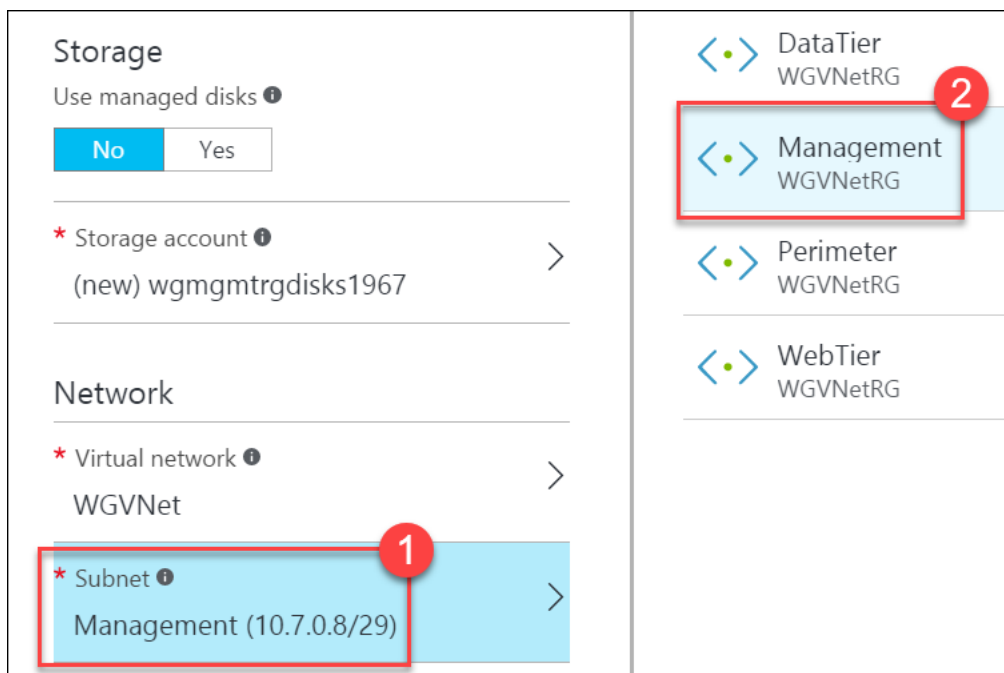 Storage
Use managed disks
No
Yes
* Storage account
(new) wgmgmtrgdisks1967
Network
* Virtual network
WGVNet
1
* Subnet
Management (10.7.0.8/29)
DataTier
WGVNetRG
2
Management
WGVNetRG
Perimeter
WGVNetRG
WebTier
WGVNetRG